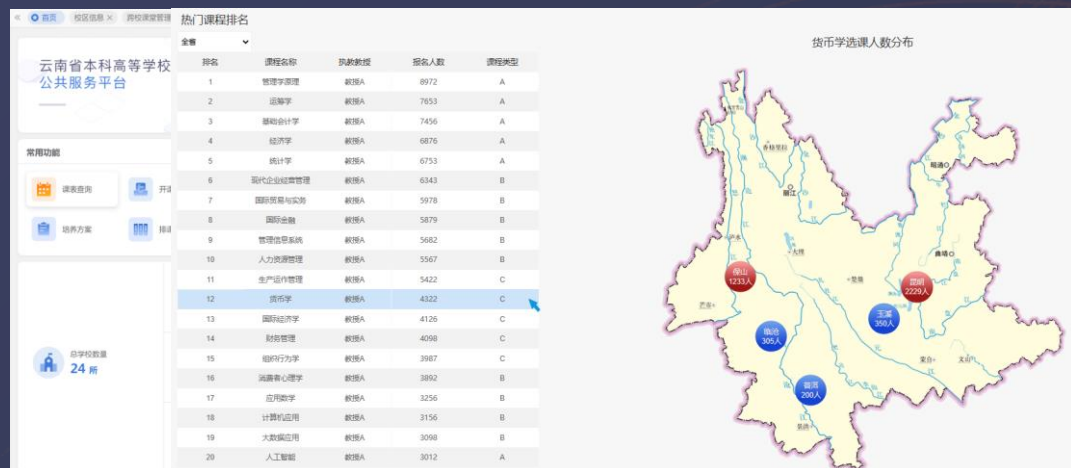 首页 校区信息 × 跨校课堂管理
云南省本科高等学校
公共服务平台
常用功能
课表查询
培养方案
总学校数量
24 所
热门课程排名
全省
排名 课程名称 执教教授 报名人数 课程类型
1 管理学原理 教授A 8972 A
2 运筹学 教授A 7653 A
3 基础会计学 教授A 7456 A
4 经济学 教授A 6876 A
5 统计学 教授A 6753 A
6 现代企业经营管理 教授A 6343 B
7 国际贸易与实务 教授A 5978 B
8 国际金融 教授A 5879 B
9 管理信息系统 教授A 5682 B
10 人力资源管理 教授A 5567 B
11 生产运作管理 教授A 5422 C
12 货币学 教授A 4322 C
13 国际经济学 教授A 4126 C
14 财务管理 教授A 4098 C
15 组织行为学 教授A 3987 C
16 消费者心理学 教授A 3892 B
17 应用数学 教授A 3256 B
18 计算机应用 教授A 3156 B
19 大数据应用 教授A 3098 B
20 人工智能 教授A 3012 A
货币学选课人数分布
香格里拉
昭通
丽江
泸水
大理
楚雄
曲靖
保山
1233人
昆明
2229人
玉溪
350人
芒市
临沧
305人
蒙自
文山
普洱
200人
景洪